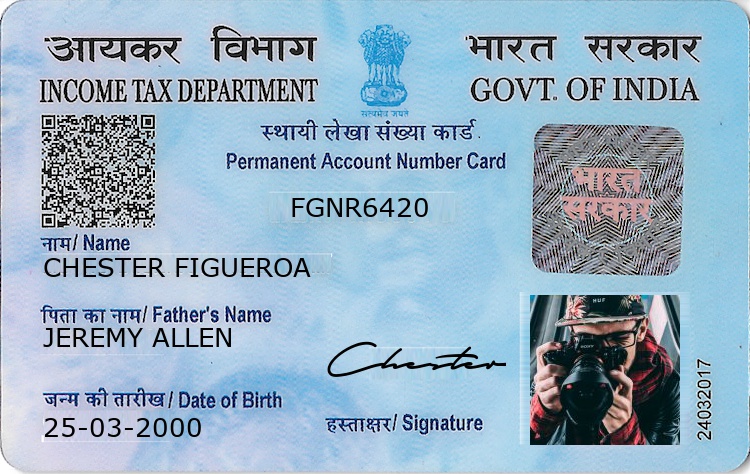 आयकर विभाग
INCOME TAX DEPARTMENT
भारत सरकार
GOVT. OF INDIA
सत्यमेव जयते
स्थायी लेखा संख्या कार्ड
Permanent Account Number Card
FGNR6420
भारत
सरकार
नाम/ Name
CHESTER FIGUEROA
पिता का नाम/ Father's Name
JEREMY ALLEN
HUF
SONY
Chester
24032017
जन्म की तारीख / Date of Birth
25-03-2000
हस्ताक्षर/ Signature